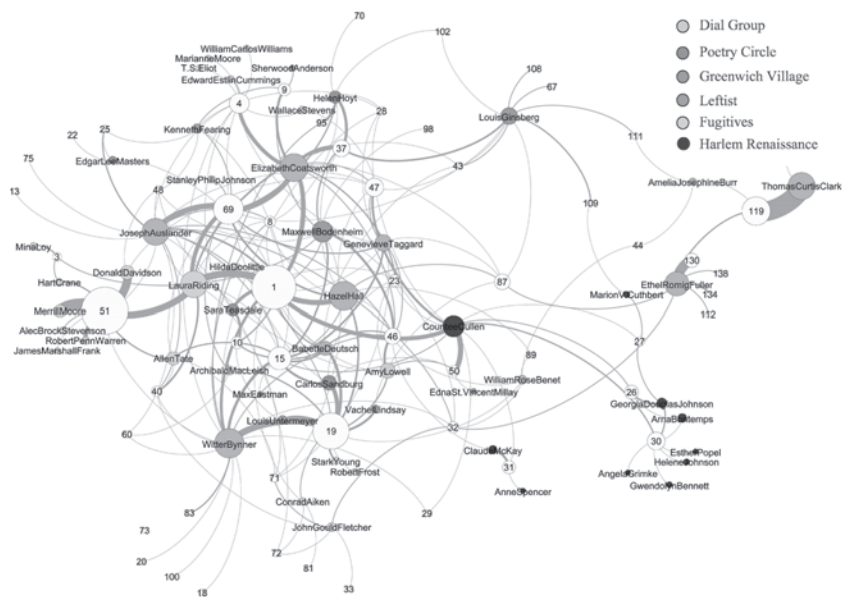 70
102
Dial Group
Poetry Circle
Greenwich Village
Leftist
Fugitives
Harlem Renaissance
WilliamCarlosWilliams
MarianneMoore
T.S.Eliot
SherwoodAnderson
EdwardEstlinCummings
9
108
67
4
HelenHoyt
WallaceStevens
28
95
LouisGinsberg
KennethFearing
98
22
25
111
37
75
EdgarLeeMasters
43
ElizabethCoatsworth
StanleyPhilipJohnson
AmeliaJosephineBurr
ThomasCurtisClark
13
48
47
109
69
119
8
JosephAuslander
MaxwellBodenheim
GenevieveTaggard
44
MinaLoy
3
130
DonaldDavidson
HildaDoolittle
138
HartCrane
LauraRiding
1
23
87
EthelRomigFuller
HazelHall
MarionVCuthbert
134
MerrillMoore
51
SaraTeasdale
112
AlecBrockStevenson
CounteeCullen
RobertPennWarren
46
27
JamesMarshallFrank
10
BabetteDeutsch
AllenTate
15
89
ArchibaldMacLeish
AmyLowell
50
WilliamRoseBenet
40
CarlosSandburg
EdnaSt.VincentMillay
26
MaxEastman
GeorgiaDouglasJohnson
VachelLindsay
ArnaBontemps
LouisUntermeyer
60
19
32
WitterBynner
30
ClaudeMcKay
EstherPopel
StarkYoung
HeleneJohnson
RobertFrost
31
71
AngelaGrimke
GwendolynBennett
AnneSpencer
ConradAiken
83
29
JohnGouldFletcher
73
72
20
81
100
33
18